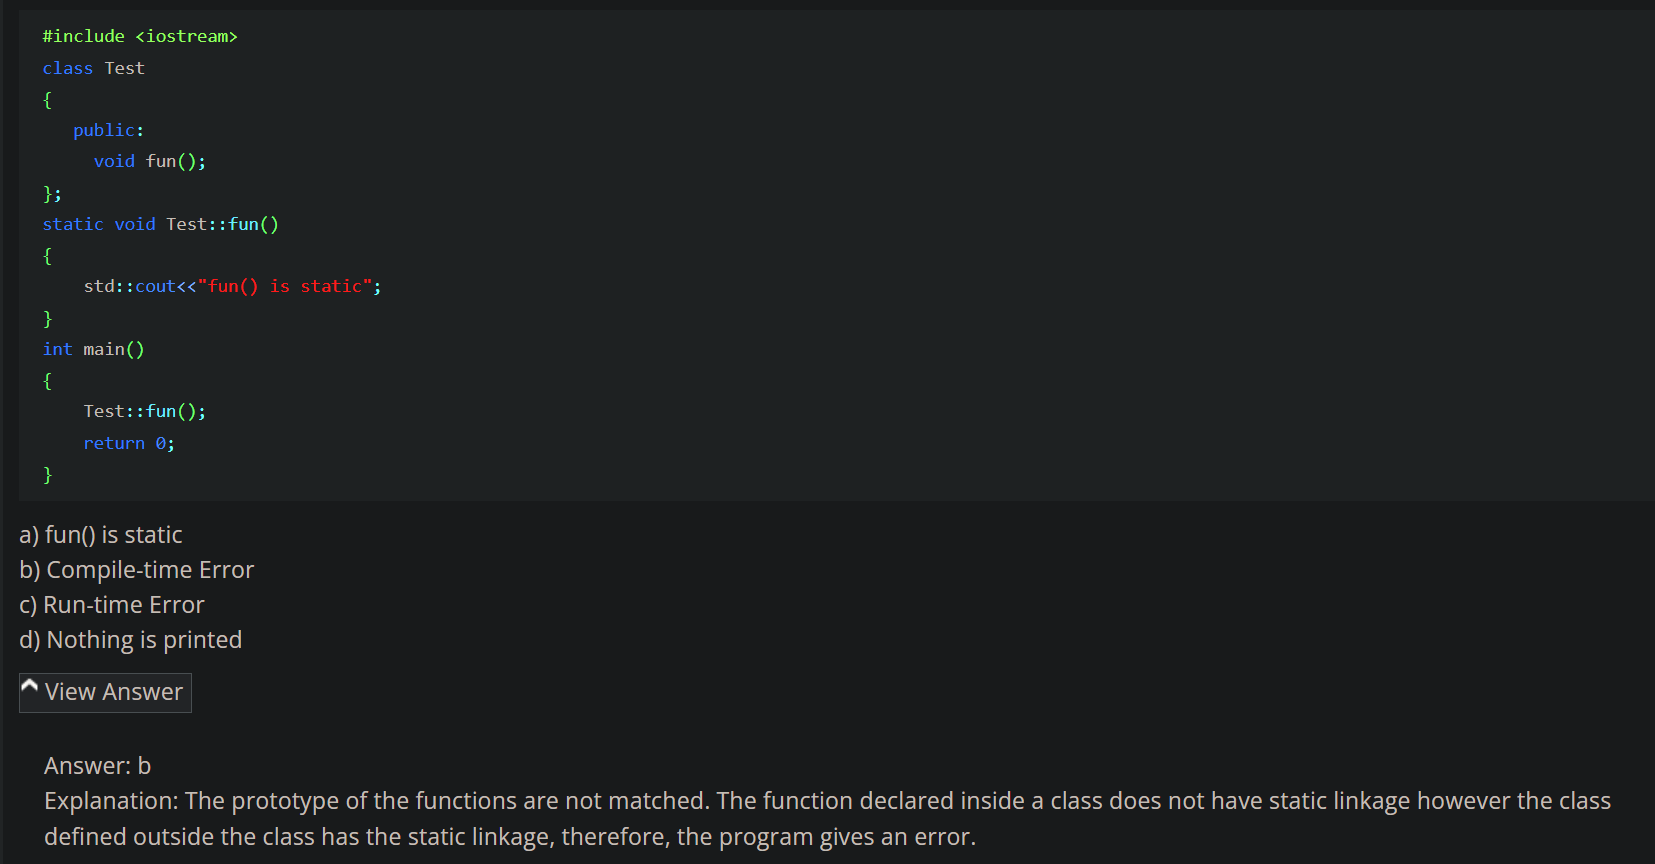 #include <iostream>
class Test
{
public:
void fun();
};
static void Test::fun()
{
std::cout<<"fun() is static";
}
int main()
{
Test::fun();
return 0;
}
a) fun() is static
b) Compile-time Error
c) Run-time Error
d) Nothing is printed
View Answer
Answer: b
Explanation: The prototype of the functions are not matched. The function declared inside a class does not have static linkage however the class
defined outside the class has the static linkage, therefore, the program gives an error.